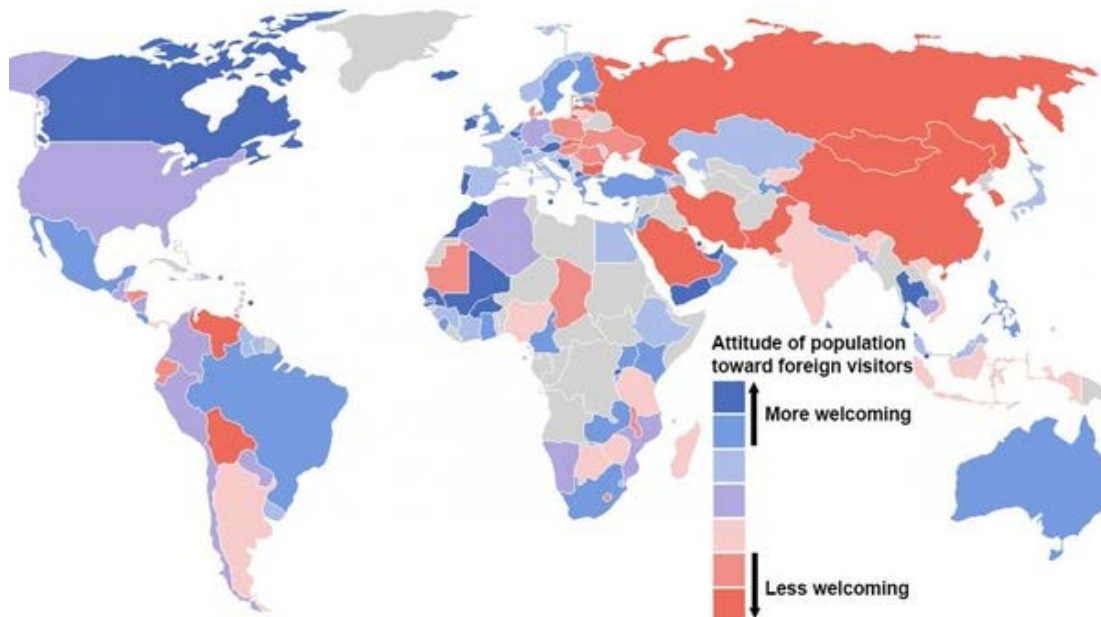 Attitude of population
toward foreign visitors
More welcoming
Less welcoming